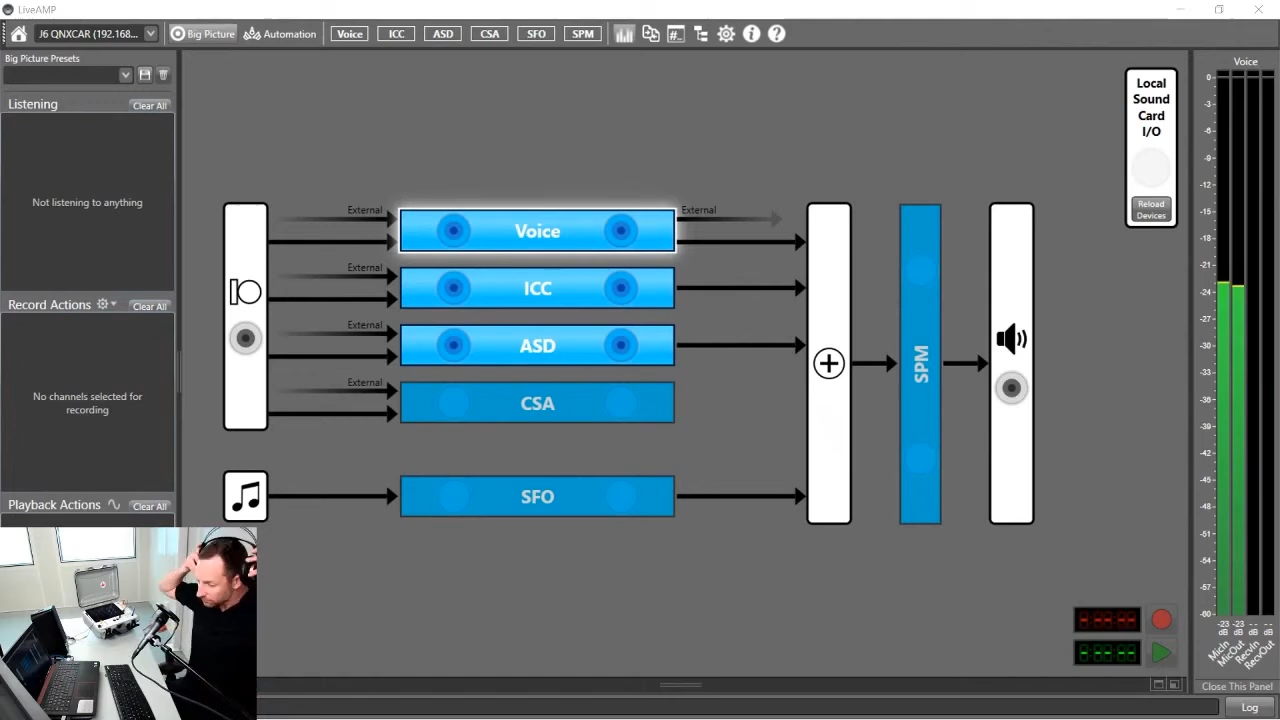 LiveAMP
J6 QNXCAR (192.168...
Big Picture
Automation
Voice
ICC
ASD
CSA
SFO
SPM
Big Picture Presets
Listening
Clear All
Not listening to anything
Record Actions
Clear All
No channels selected for
recording
Playback Actions
Clear All
External
External
Voice
External
ICC
External
ASD
External
CSA
SFO
SPM
Local
Sound
Card
I/O
Reload
Devices
Voice
0
-3
-6
-9
-12
-15
-18
-21
-24
-27
-30
-33
-36
-39
-42
-45
-48
-51
-54
-57
-60
-23 -23 -- --
dB dB dB dB
MicIn
MicOut
RecvIn
RecvOut
Close This Panel
Log